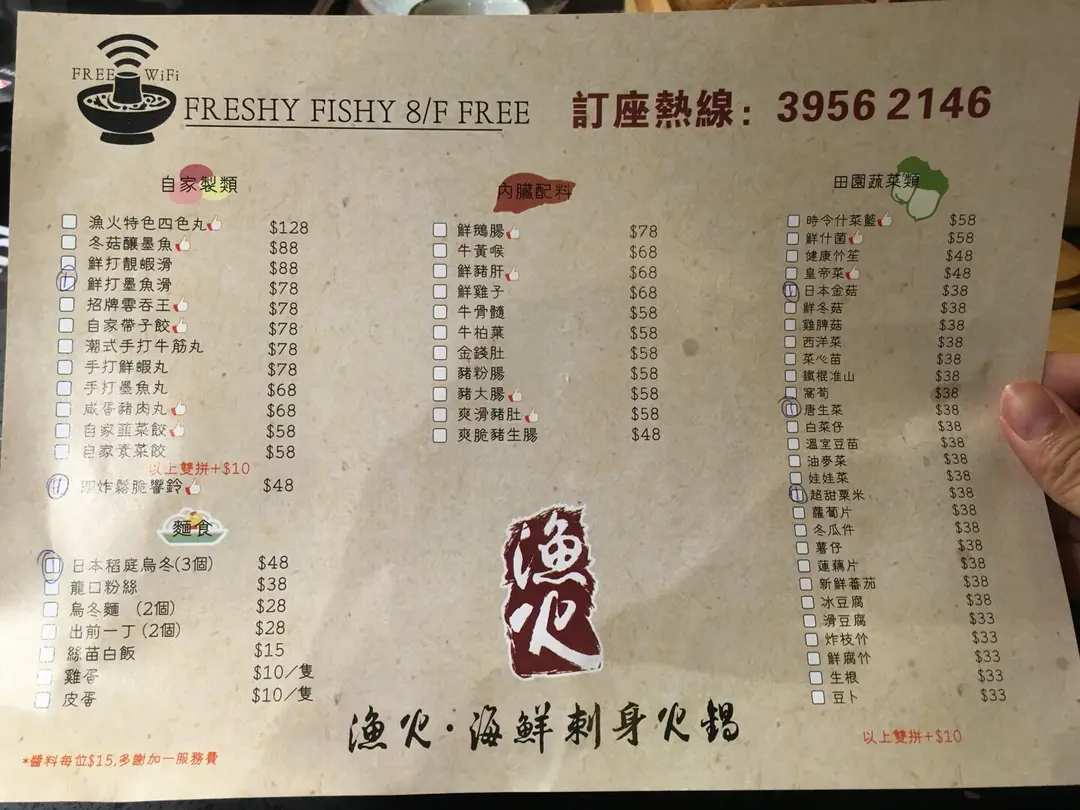 FREE WiFi
FRESHY FISHY 8/F FREE
訂座熱線：3956 2146
自家製類
漁火特色四色丸 $128
冬菇釀墨魚 $88
鮮打靚蝦滑 $88
鮮打墨魚滑 $78
招牌雲吞王 $78
自家帶子餃 $78
潮式手打牛筋丸 $78
手打鮮蝦丸 $78
手打墨魚丸 $68
咸蛋豬肉丸 $68
自家韮菜餃 $58
自家素菜餃 $58
以上雙拼+$10
即炸鬆脆響鈴 $48
麵食
日本稻庭烏冬(3個) $48
龍口粉絲 $38
烏冬麵 (2個) $28
出前一丁(2個) $28
絲苗白飯 $15
雞蛋 $10/隻
皮蛋 $10/隻
*醬料每位$15,多謝加一服務費
內臟配料
鮮鵝腸 $78
牛黃喉 $68
鮮豬肝 $68
鮮雞子 $68
牛骨髓 $58
牛柏葉 $58
金錢肚 $58
豬粉腸 $58
豬大腸 $58
爽滑豬肚 $58
爽脆豬生腸 $48
漁火
漁火·海鮮刺身火鍋
田園蔬菜類
時令什菜籃 $58
鮮什菌 $58
健康竹笙 $48
皇帝菜 $48
日本金菇 $38
鮮冬菇 $38
雞脾菇 $38
西洋菜 $38
菜心苗 $38
鐵棍准山 $38
窩筍 $38
唐生菜 $38
白菜仔 $38
溫室豆苗 $38
油麥菜 $38
娃娃菜 $38
超甜粟米 $38
蘿蔔片 $38
冬瓜件 $38
薯仔 $38
蓮藕片 $38
新鮮蕃茄 $38
冰豆腐 $38
滑豆腐 $33
炸枝竹 $33
鮮腐竹 $33
生根 $33
豆卜 $33
以上雙拼+$10